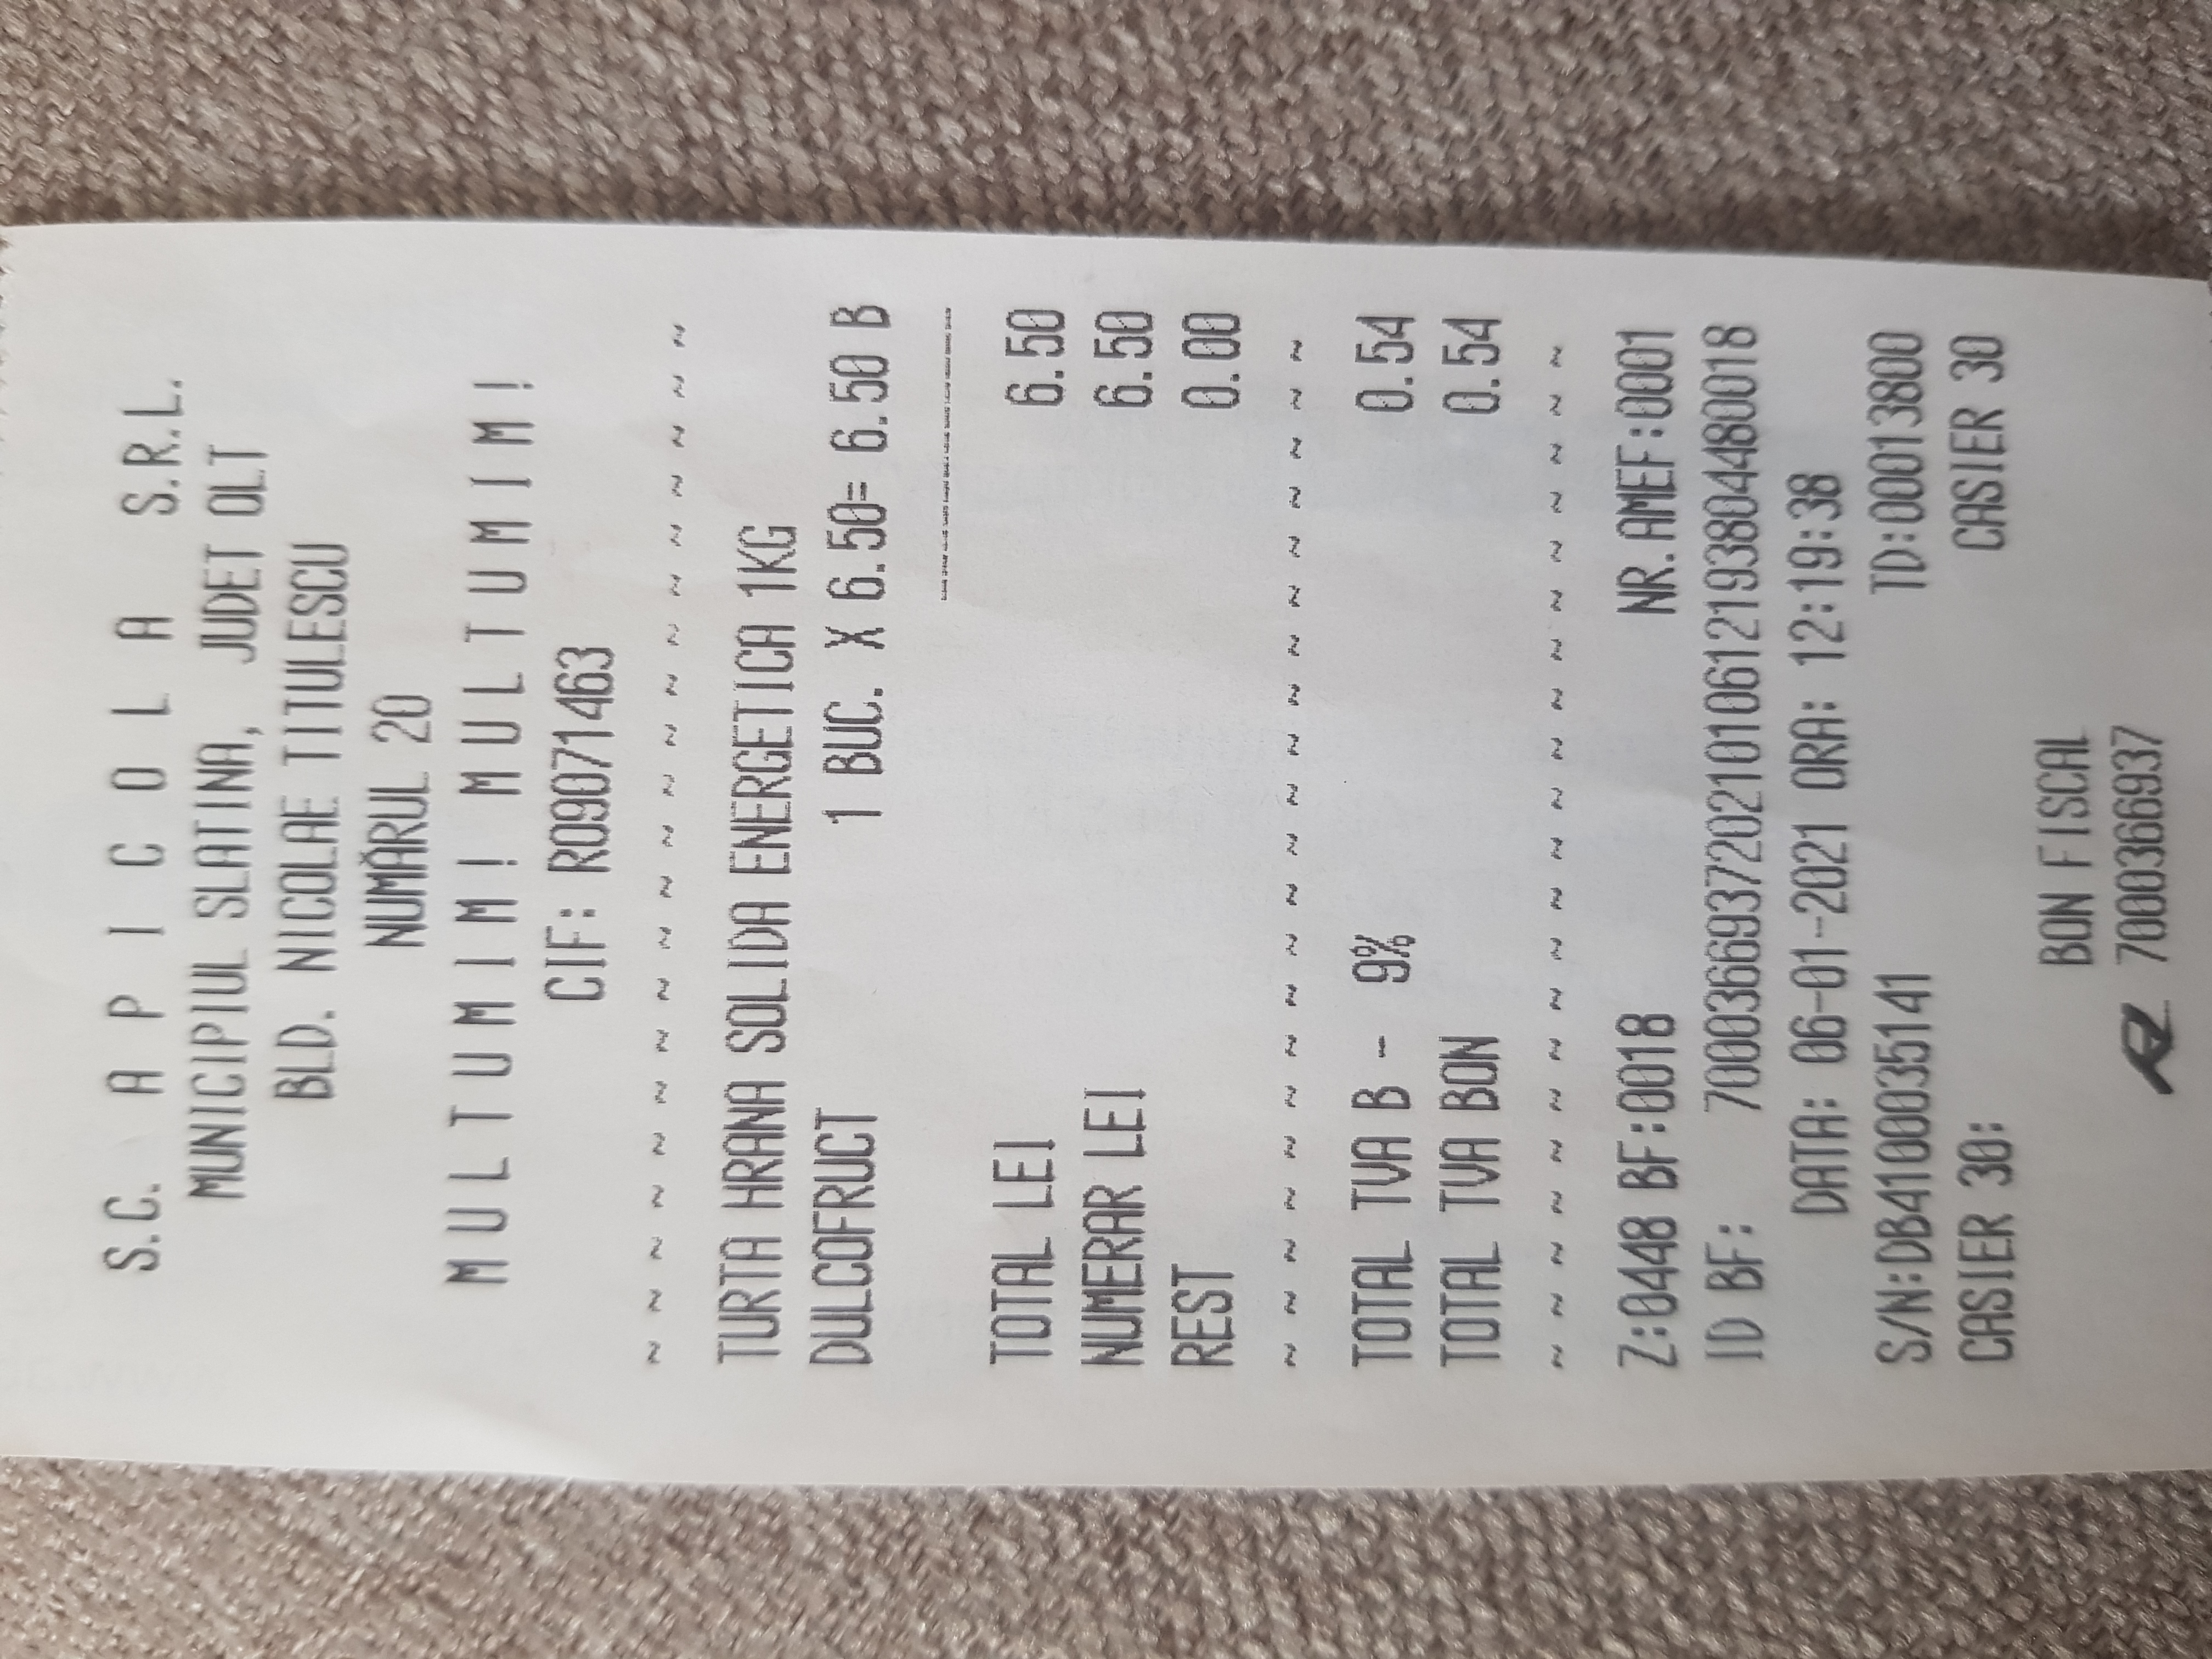 S.C. A P I C O L A S.R.L.
MUNICIPIUL SLATINA, JUDET OLT
BLD. NICOLAE TITULESCU
NUMĂRUL 20
M U L T U M I M ! M U L T U M I M !
CIF: RO9071463
~ ~ ~ ~ ~ ~ ~ ~ ~ ~ ~ ~ ~ ~ ~ ~ ~ ~ ~ ~ ~
TURTA HRANA SOLIDA ENERGETICA 1KG
DULCOFRUCT 1 BUC. X 6.50= 6.50 B
TOTAL LEI 6.50
NUMERAR LEI 6.50
REST 0.00
~ ~ ~ ~ ~ ~ ~ ~ ~ ~ ~ ~ ~ ~ ~ ~ ~ ~ ~ ~ ~
TOTAL TVA B - 9% 0.54
TOTAL TVA BON 0.54
~ ~ ~ ~ ~ ~ ~ ~ ~ ~ ~ ~ ~ ~ ~ ~ ~ ~ ~ ~ ~
Z:0448 BF:0018 NR.AMEF:0001
ID BF: 70003669372021010612193804480018
DATA: 06-01-2021 ORA: 12:19:38
S/N:DB4100035141 TD:00013800
CASIER 30: CASIER 30
BON FISCAL
7000366937